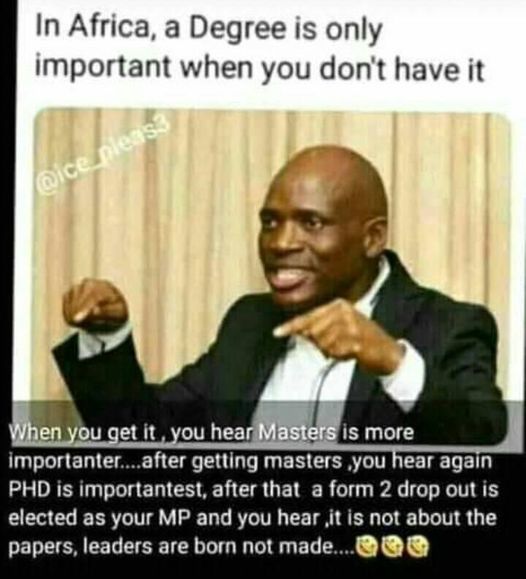 In Africa, a Degree is only
important when you don't have it
@ice_pleas3
When you get it , you hear Masters is more
importanter....after getting masters ,you hear again
PHD is importantest, after that a form 2 drop out is
elected as your MP and you hear ,it is not about the
papers, leaders are born not made....🤣🤣🤣